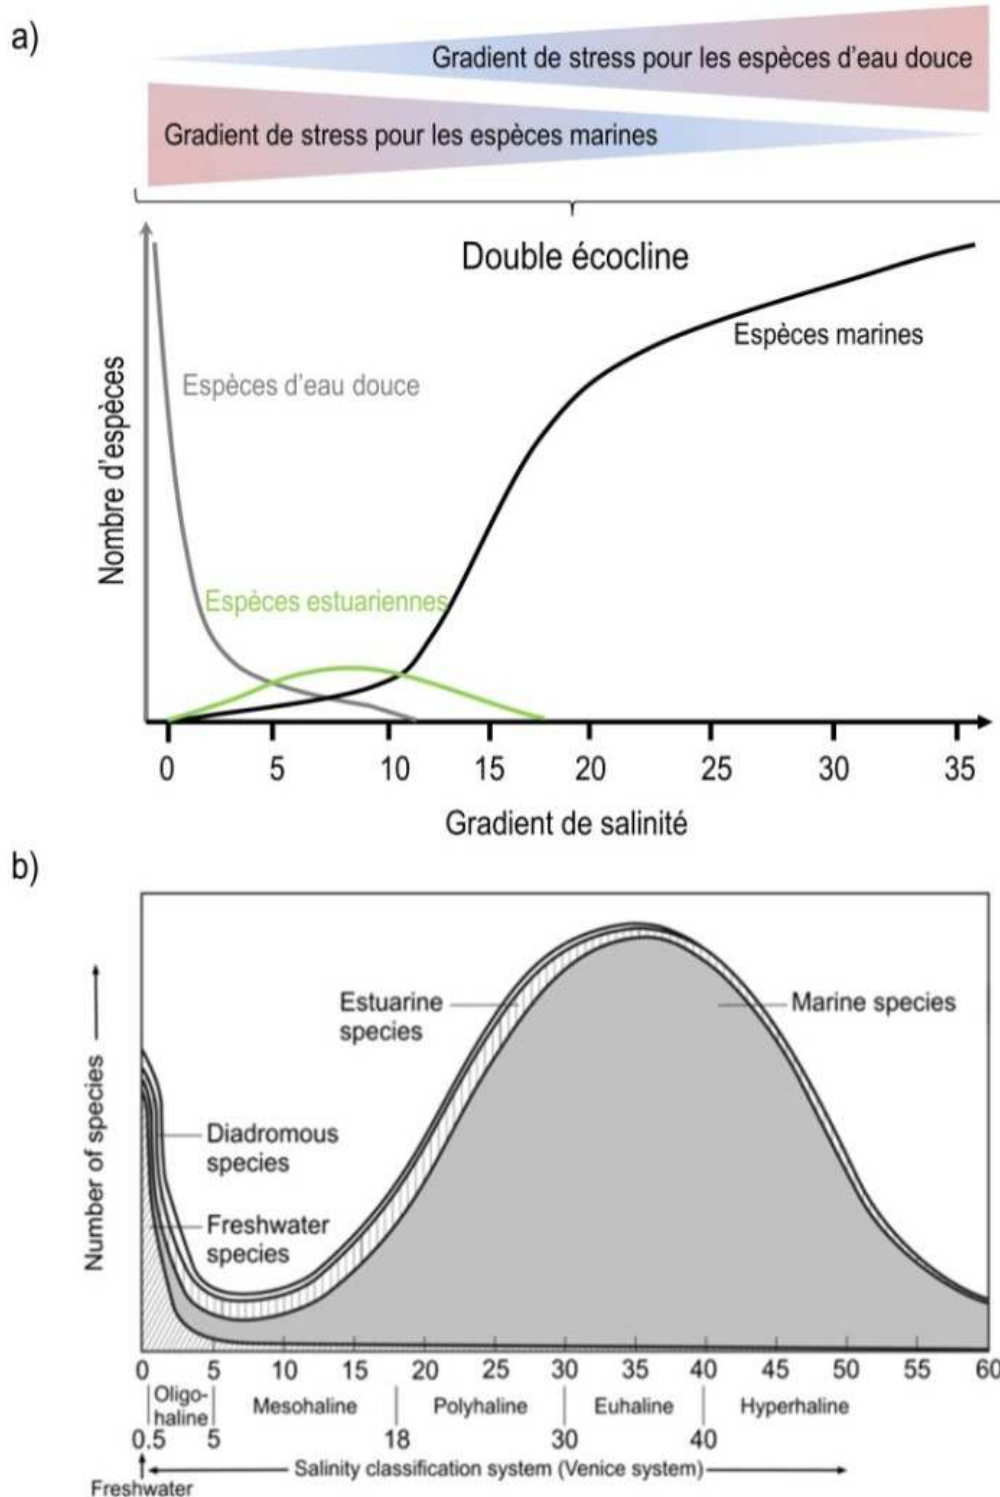 a)
Gradient de stress pour les espèces d'eau douce
Gradient de stress pour les espèces marines
Double écocline
Espèces marines
Espèces d'eau douce
Nombre d'espèces
Espèces estuariennes
0 5 10 15 20 25 30 35
Gradient de salinité
b)
Estuarine
species
Marine species
Number of species
Diadromous
species
Freshwater
species
0 5 10 15 20 25 30 35 40 45 50 55 60
Oligo-
haline
Mesohaline
Polyhaline
Euhaline
Hyperhaline
0.5 5 18 30 40
Salinity classification system (Venice system)
Freshwater